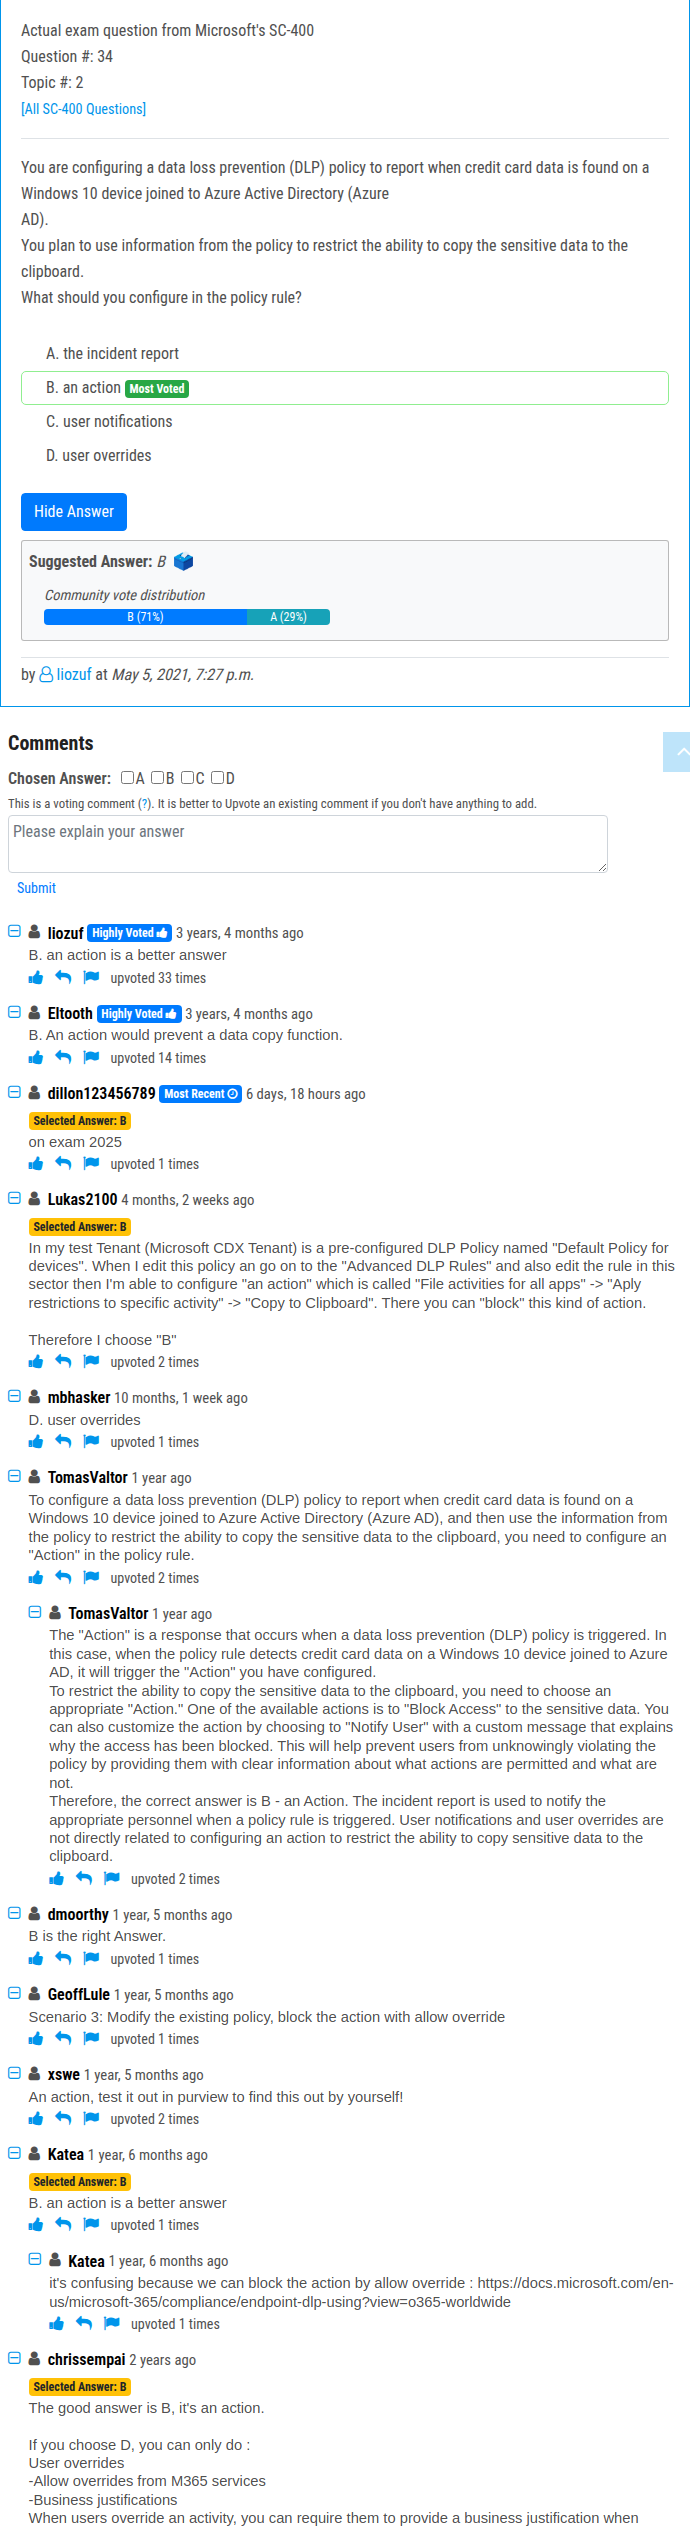 Actual exam question from Microsoft's SC-400
Question #: 34
Topic #: 2
[All SC-400 Questions]
You are configuring a data loss prevention (DLP) policy to report when credit card data is found on a
Windows 10 device joined to Azure Active Directory (Azure
AD).
You plan to use information from the policy to restrict the ability to copy the sensitive data to the
clipboard.
What should you configure in the policy rule?
A. the incident report
B. an action Most Voted
C. user notifications
D. user overrides
Hide Answer
Suggested Answer: B
Community vote distribution
B (71%) A (29%)
by liozuf at May 5, 2021, 7:27 p.m.
Comments
Chosen Answer: A B C D
This is a voting comment (?). It is better to Upvote an existing comment if you don't have anything to add.
Please explain your answer
Submit
liozuf Highly Voted 3 years, 4 months ago
B. an action is a better answer
upvoted 33 times
Eltooth Highly Voted 3 years, 4 months ago
B. An action would prevent a data copy function.
upvoted 14 times
dillon123456789 Most Recent 6 days, 18 hours ago
Selected Answer: B
on exam 2025
upvoted 1 times
Lukas2100 4 months, 2 weeks ago
Selected Answer: B
In my test Tenant (Microsoft CDX Tenant) is a pre-configured DLP Policy named "Default Policy for
devices". When I edit this policy an go on to the "Advanced DLP Rules" and also edit the rule in this
sector then I'm able to configure "an action" which is called "File activities for all apps" -> "Aply
restrictions to specific activity" -> "Copy to Clipboard". There you can "block" this kind of action.
Therefore I choose "B"
upvoted 2 times
mbhasker 10 months, 1 week ago
D. user overrides
upvoted 1 times
TomasValtor 1 year ago
To configure a data loss prevention (DLP) policy to report when credit card data is found on a
Windows 10 device joined to Azure Active Directory (Azure AD), and then use the information from
the policy to restrict the ability to copy the sensitive data to the clipboard, you need to configure an
"Action" in the policy rule.
upvoted 2 times
TomasValtor 1 year ago
The "Action" is a response that occurs when a data loss prevention (DLP) policy is triggered. In
this case, when the policy rule detects credit card data on a Windows 10 device joined to Azure
AD, it will trigger the "Action" you have configured.
To restrict the ability to copy the sensitive data to the clipboard, you need to choose an
appropriate "Action." One of the available actions is to "Block Access" to the sensitive data. You
can also customize the action by choosing to "Notify User" with a custom message that explains
why the access has been blocked. This will help prevent users from unknowingly violating the
policy by providing them with clear information about what actions are permitted and what are
not.
Therefore, the correct answer is B - an Action. The incident report is used to notify the
appropriate personnel when a policy rule is triggered. User notifications and user overrides are
not directly related to configuring an action to restrict the ability to copy sensitive data to the
clipboard.
upvoted 2 times
dmoorthy 1 year, 5 months ago
B is the right Answer.
upvoted 1 times
GeoffLule 1 year, 5 months ago
Scenario 3: Modify the existing policy, block the action with allow override
upvoted 1 times
xswe 1 year, 5 months ago
An action, test it out in purview to find this out by yourself!
upvoted 2 times
Katea 1 year, 6 months ago
Selected Answer: B
B. an action is a better answer
upvoted 1 times
Katea 1 year, 6 months ago
it's confusing because we can block the action by allow override : https://docs.microsoft.com/en-
us/microsoft-365/compliance/endpoint-dlp-using?view=o365-worldwide
upvoted 1 times
chrissempai 2 years ago
Selected Answer: B
The good answer is B, it's an action.
If you choose D, you can only do :
User overrides
-Allow overrides from M365 services
-Business justifications
When users override an activity, you can require them to provide a business justification when